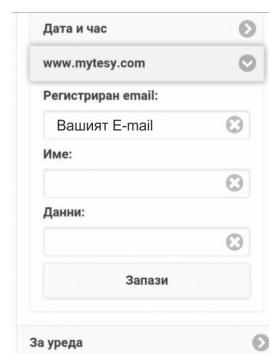 Дата и час
www.mytesy.com
Регистриран email:
Вашият E-mail
Име:
Данни:
Запази
За уреда